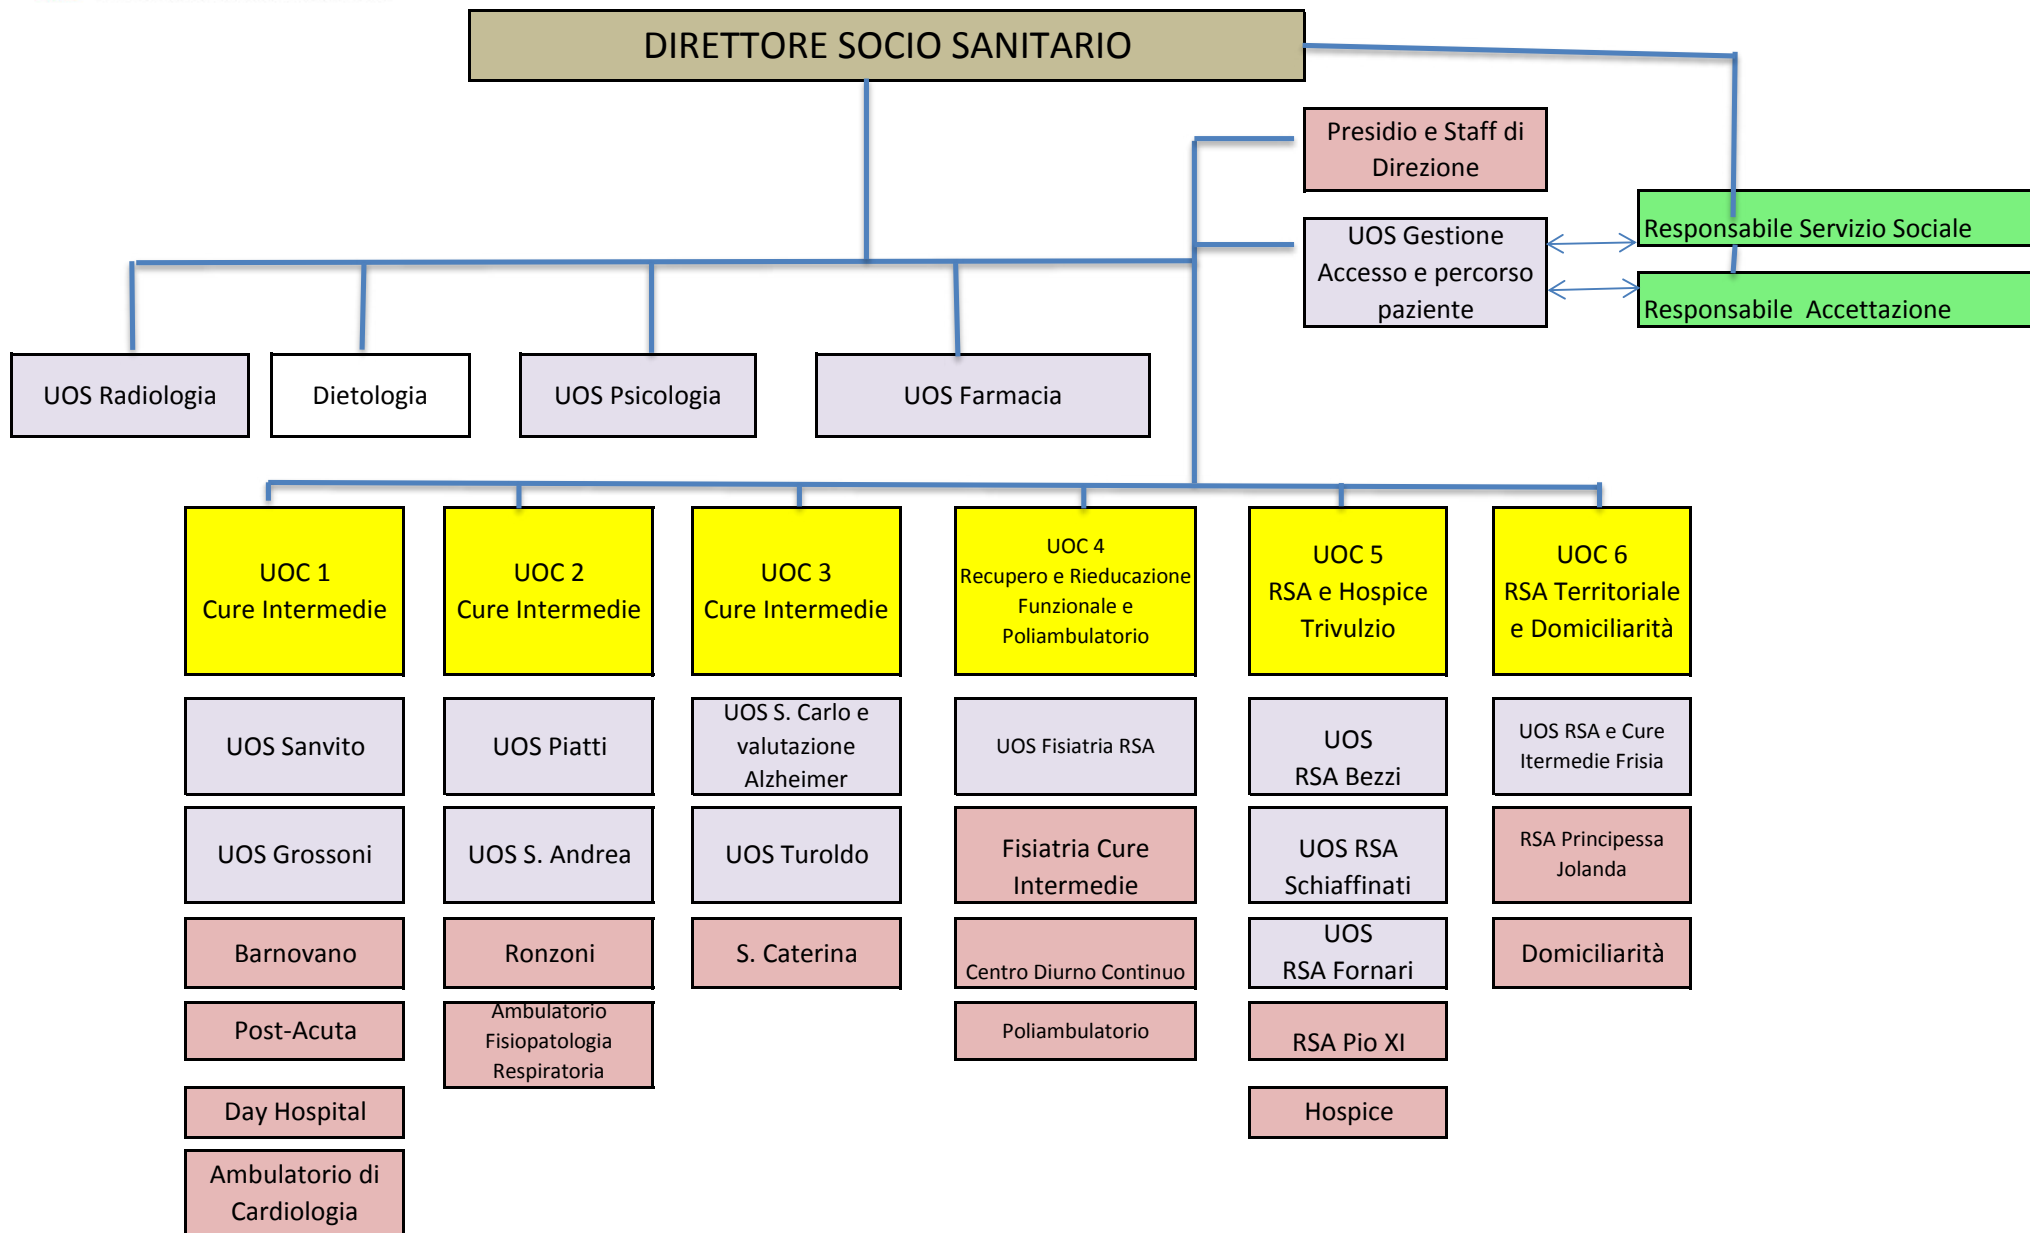 DIRETTORE SOCIO SANITARIO
Presidio e Staff di
Direzione
UOS Gestione
Accesso e percorso
paziente
Responsabile Servizio Sociale
Responsabile  Accettazione
UOS Radiologia
Dietologia
UOS Psicologia
UOS Farmacia
UOC 1
Cure Intermedie
UOC 2
Cure Intermedie
UOC 3
Cure Intermedie
UOC 4
Recupero e Rieducazione
Funzionale e
Poliambulatorio
UOC 5
RSA e Hospice
Trivulzio
UOC 6
RSA Territoriale
e Domiciliarità
UOS Sanvito
UOS Piatti
UOS S. Carlo e
valutazione
Alzheimer
UOS Fisiatria RSA
UOS
RSA Bezzi
UOS RSA e Cure
Itermedie Frisia
UOS Grossoni
UOS S. Andrea
UOS Turoldo
Fisiatria Cure
Intermedie
UOS RSA
Schiaffinati
RSA Principessa
Jolanda
Barnovano
Ronzoni
S. Caterina
Centro Diurno Continuo
UOS
RSA Fornari
Domiciliarità
Post-Acuta
Ambulatorio
Fisiopatologia
Respiratoria
Poliambulatorio
RSA Pio XI
Day Hospital
Hospice
Ambulatorio di
Cardiologia